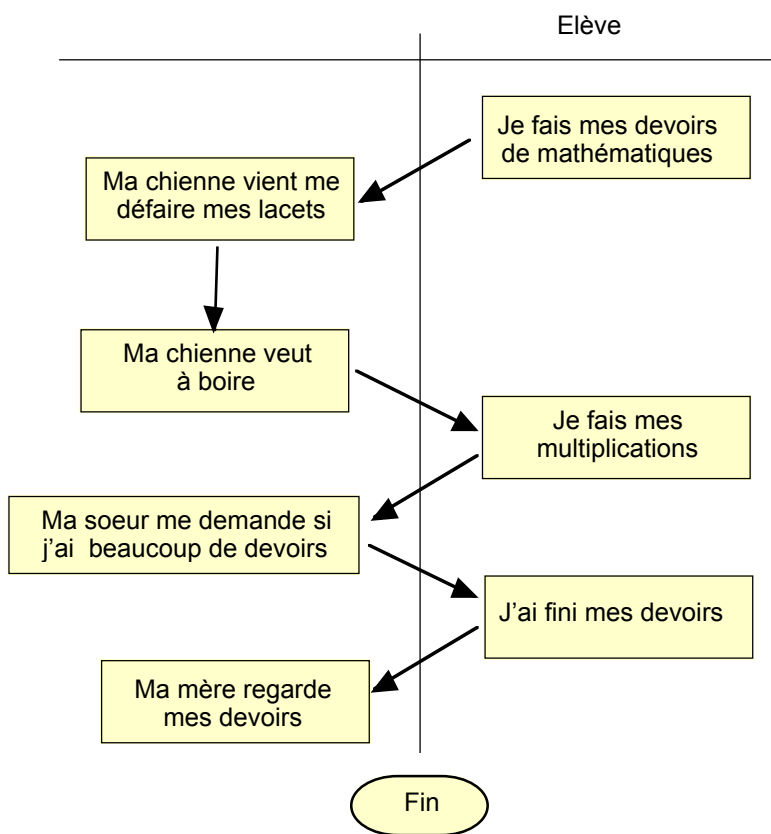 Elève
Je fais mes devoirs
de mathématiques
Ma chienne vient me
défaire mes lacets
Ma chienne veut
à boire
Je fais mes
multiplications
Ma soeur me demande si
j'ai beaucoup de devoirs
J'ai fini mes devoirs
Ma mère regarde
mes devoirs
Fin